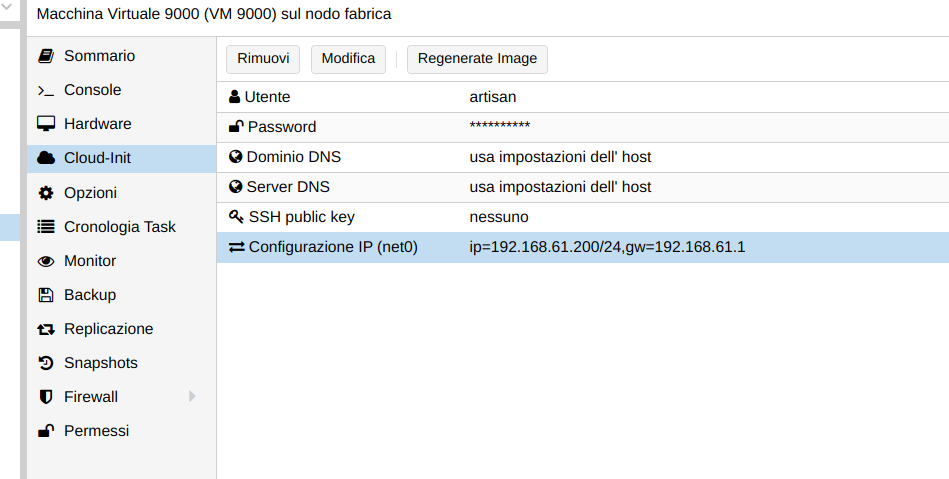 Macchina Virtuale 9000 (VM 9000) sul nodo fabrica
Sommario
Console
Hardware
Cloud-Init
Opzioni
Cronologia Task
Monitor
Backup
Replicazione
Snapshots
Firewall
Permessi
Rimuovi Modifica Regenerate Image
Utente artisan
Password **********
Dominio DNS usa impostazioni dell' host
Server DNS usa impostazioni dell' host
SSH public key nessuno
Configurazione IP (net0) ip=192.168.61.200/24,gw=192.168.61.1